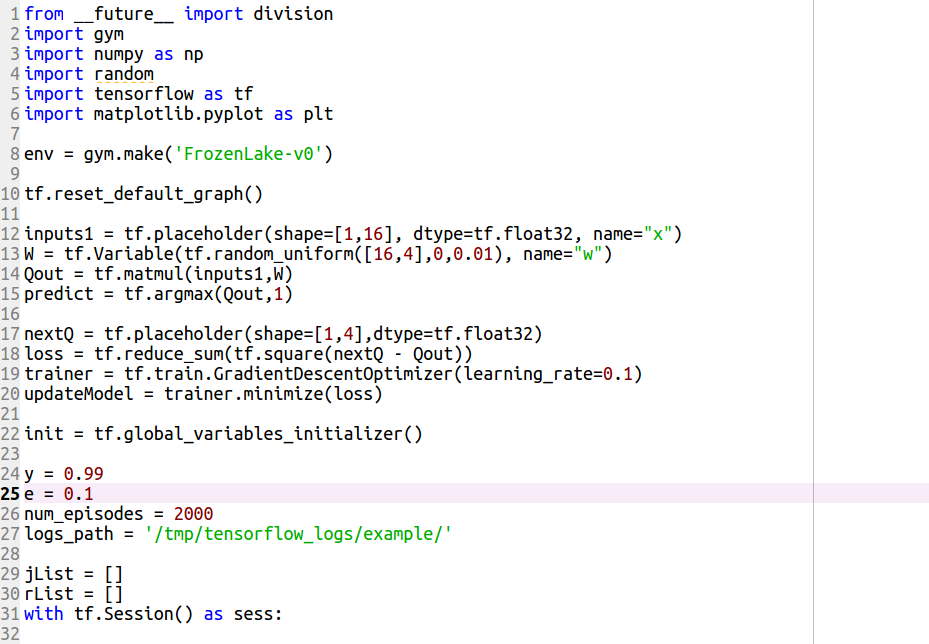 1 from __future__ import division
2 import gym
3 import numpy as np
4 import random
5 import tensorflow as tf
6 import matplotlib.pyplot as plt
7
8 env = gym.make('FrozenLake-v0')
9
10 tf.reset_default_graph()
11
12 inputs1 = tf.placeholder(shape=[1,16], dtype=tf.float32, name="x")
13 W = tf.Variable(tf.random_uniform([16,4],0,0.01), name="w")
14 Qout = tf.matmul(inputs1,W)
15 predict = tf.argmax(Qout,1)
16
17 nextQ = tf.placeholder(shape=[1,4],dtype=tf.float32)
18 loss = tf.reduce_sum(tf.square(nextQ - Qout))
19 trainer = tf.train.GradientDescentOptimizer(learning_rate=0.1)
20 updateModel = trainer.minimize(loss)
21
22 init = tf.global_variables_initializer()
23
24 y = 0.99
25 e = 0.1
26 num_episodes = 2000
27 logs_path = '/tmp/tensorflow_logs/example/'
28
29 jList = []
30 rList = []
31 with tf.Session() as sess:
32